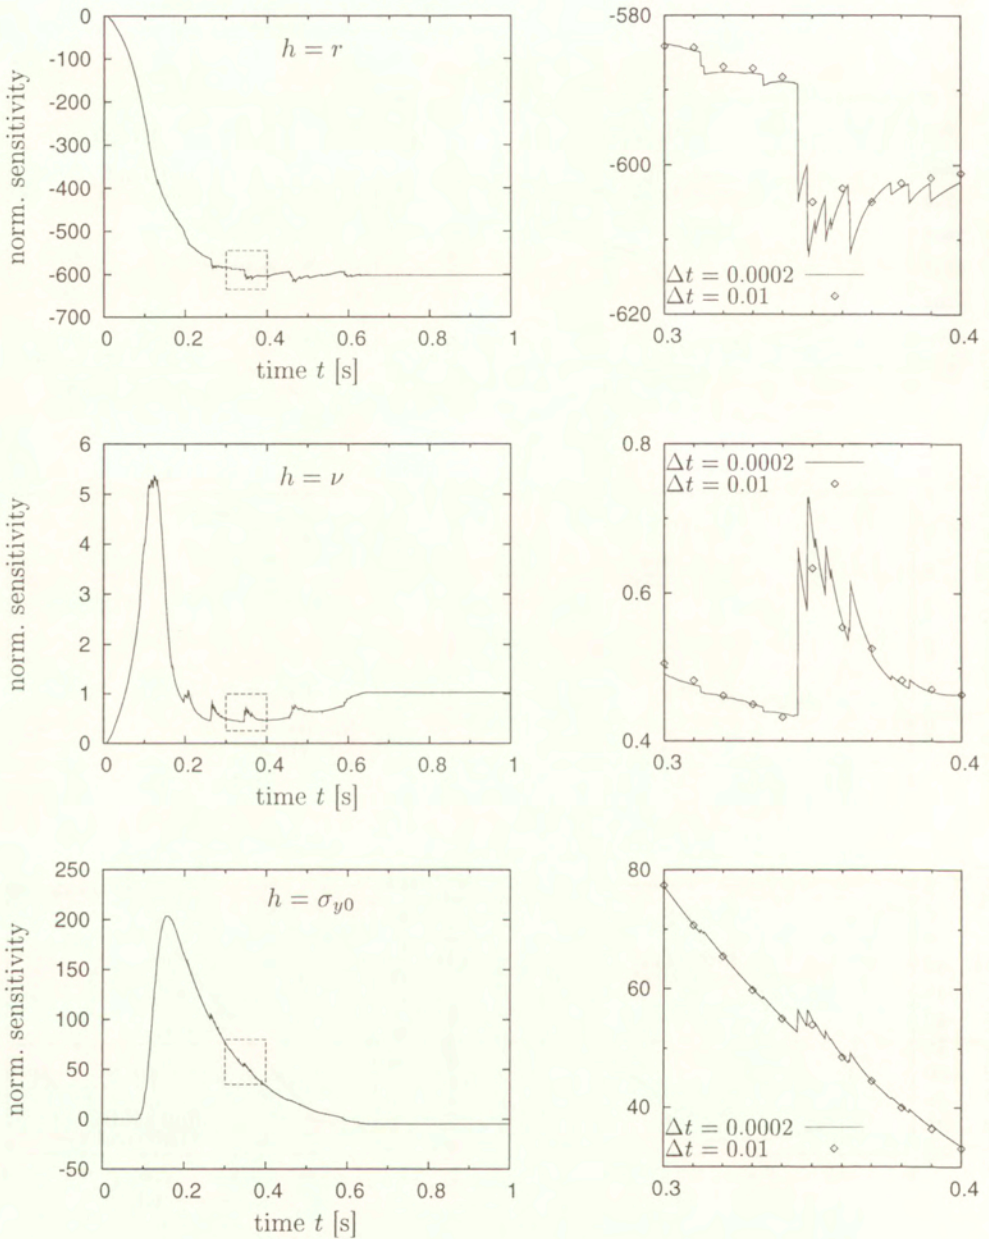 norm. sensitivity
0
-100
-200
-300
-400
-500
-600
-700
h = r
0 0.2 0.4 0.6 0.8 1
time t [s]
-580
-600
-620
Δt = 0.0002
Δt = 0.01
0.3 0.4
norm. sensitivity
6
5
4
3
2
1
0
h = ν
0 0.2 0.4 0.6 0.8 1
time t [s]
0.8
0.6
0.4
Δt = 0.0002
Δt = 0.01
0.3 0.4
norm. sensitivity
250
200
150
100
50
0
-50
h = σy0
0 0.2 0.4 0.6 0.8 1
time t [s]
80
60
40
Δt = 0.0002
Δt = 0.01
0.3 0.4